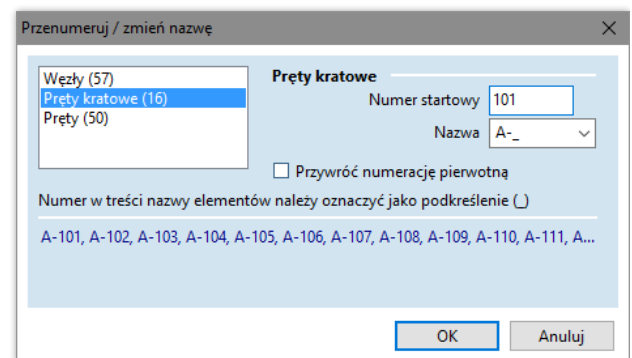 Przenumeruj / zmień nazwę
Węzły (57)
Pręty kratowe (16)
Pręty (50)
Pręty kratowe
Numer startowy 101
Nazwa A-_
Przywróć numerację pierwotną
Numer w treści nazwy elementów należy oznaczyć jako podkreślenie (_)
A-101, A-102, A-103, A-104, A-105, A-106, A-107, A-108, A-109, A-110, A-111, A...
OK Anuluj